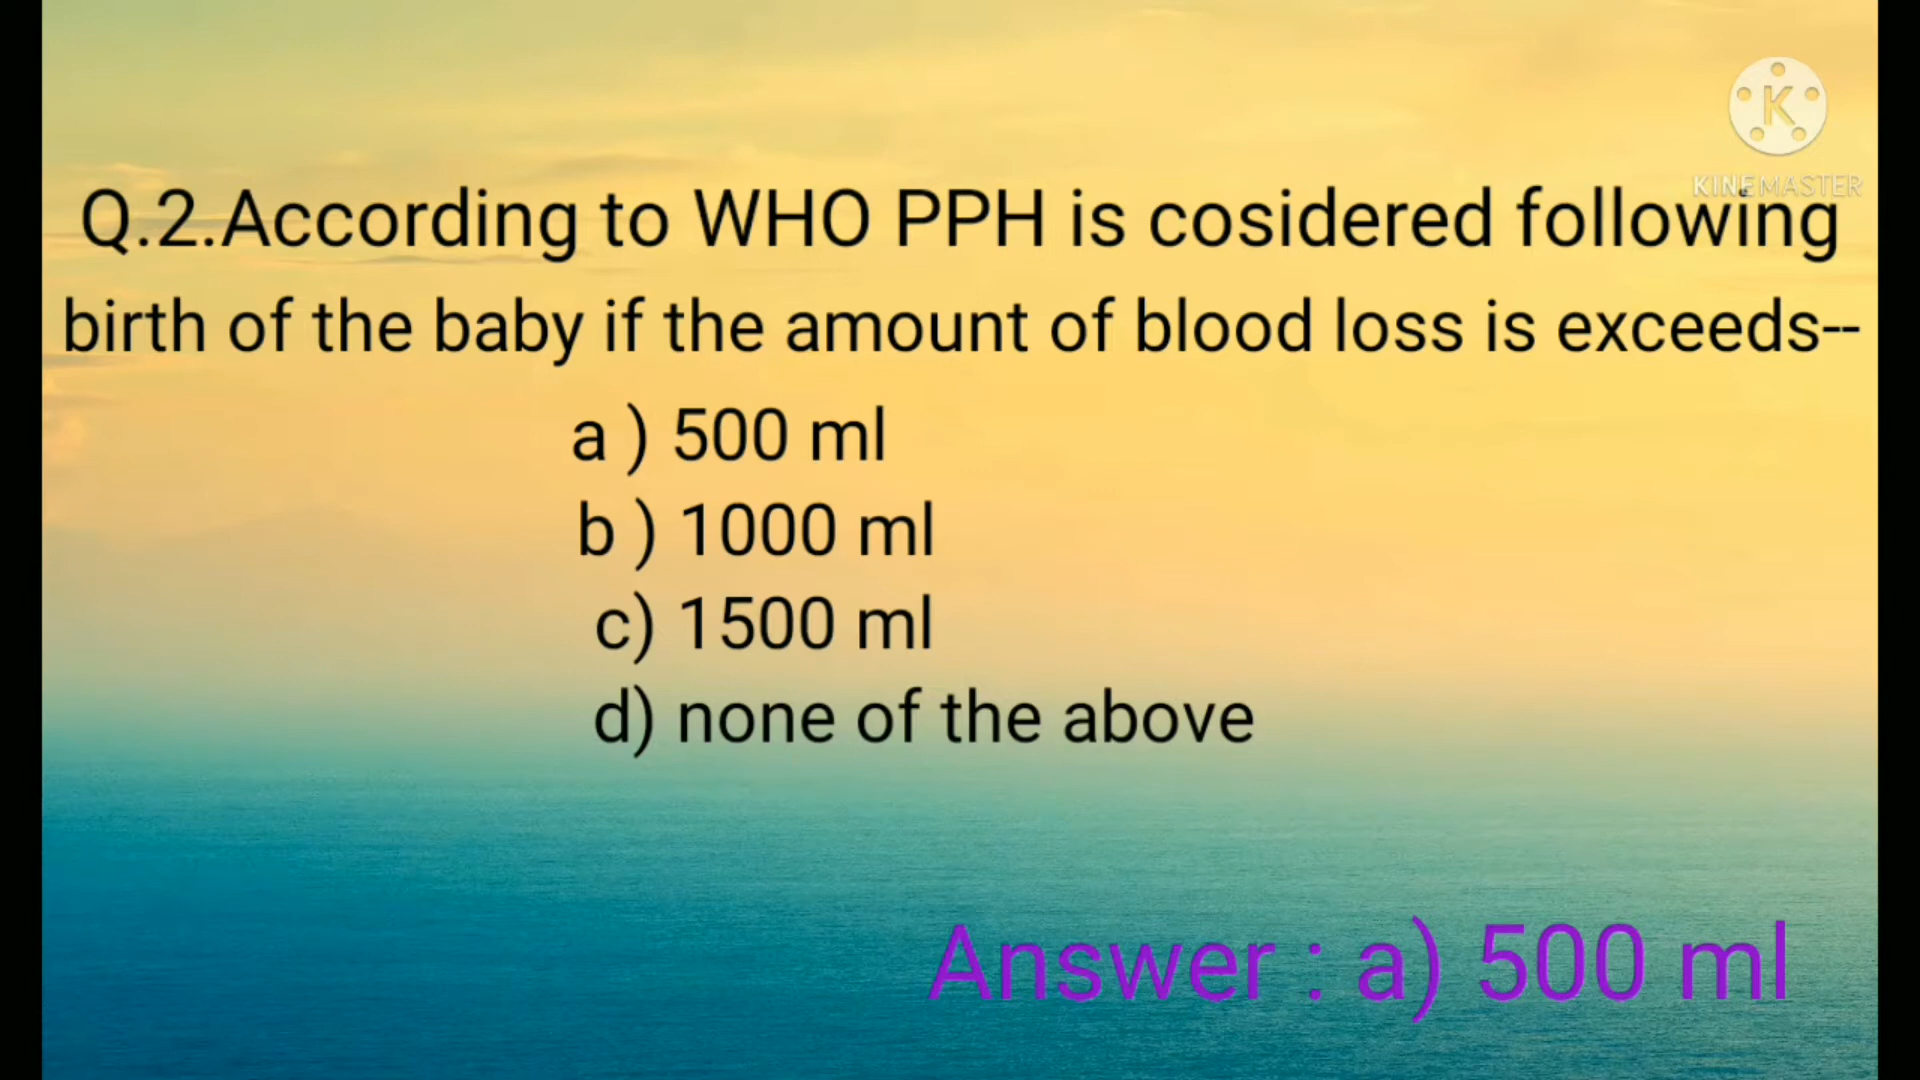 KINEMASTER
Q.2.According to WHO PPH is cosidered following
birth of the baby if the amount of blood loss is exceeds--
a ) 500 ml
b ) 1000 ml
c) 1500 ml
d) none of the above
Answer : a) 500 ml